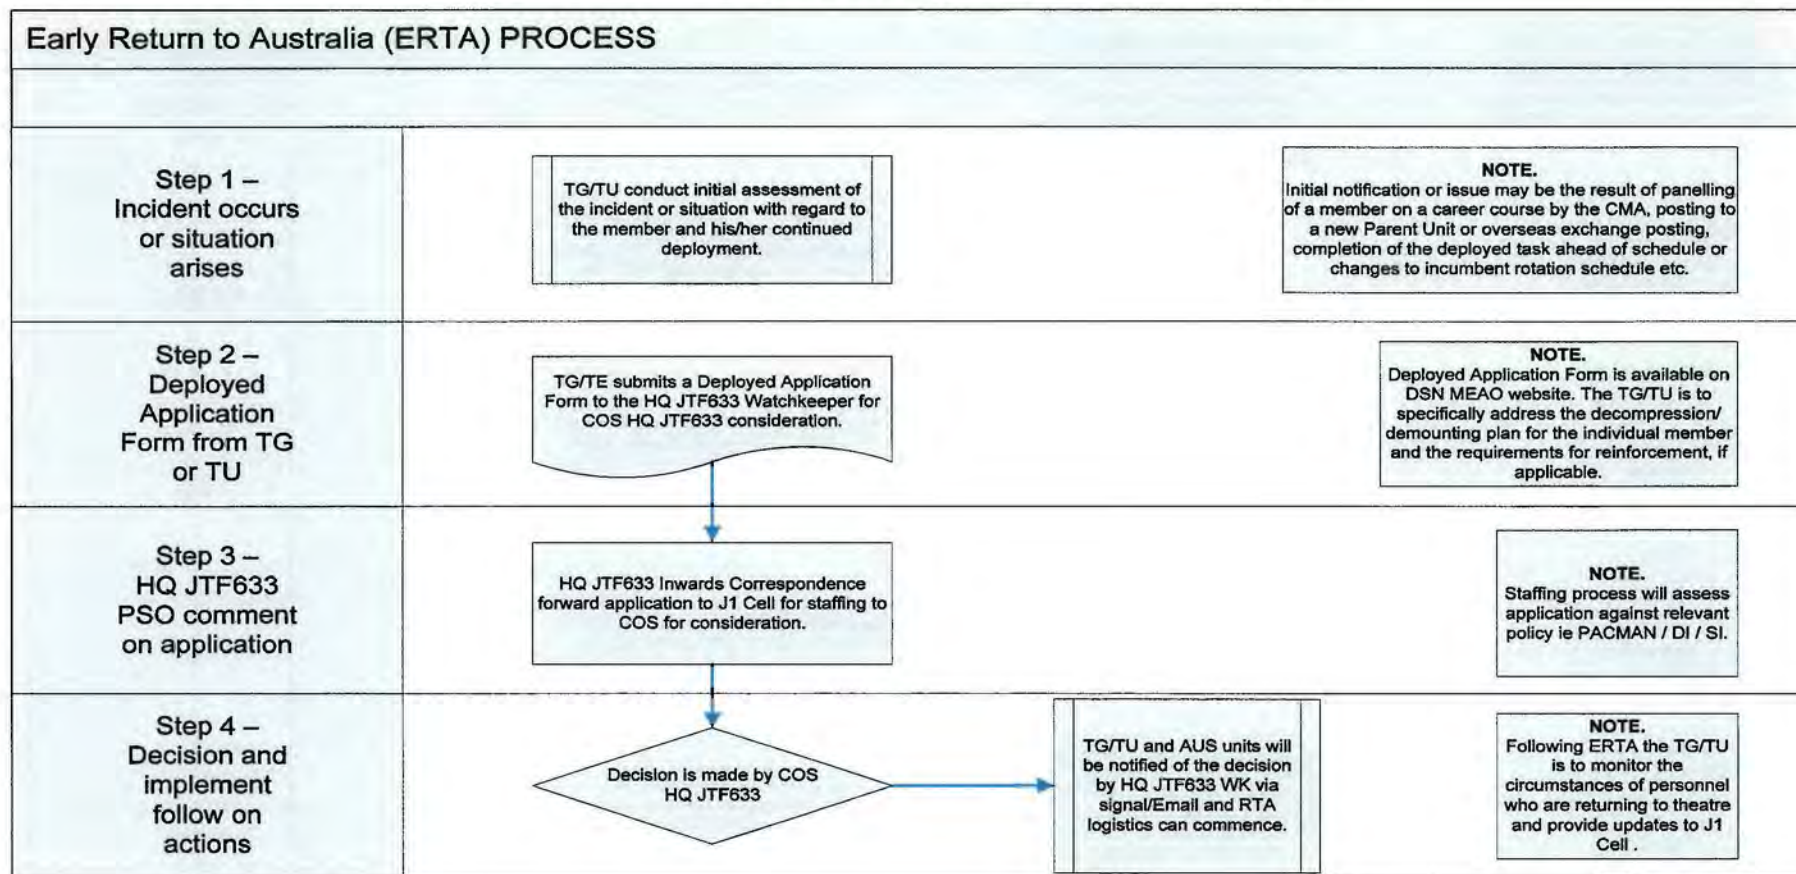 Early Return to Australia (ERTA) PROCESS
Step 1 –
Incident occurs
or situation
arises
TG/TU conduct initial assessment of
the incident or situation with regard to
the member and his/her continued
deployment.
NOTE.
Initial notification or issue may be the result of panelling
of a member on a career course by the CMA, posting to
a new Parent Unit or overseas exchange posting,
completion of the deployed task ahead of schedule or
changes to incumbent rotation schedule etc.
Step 2 –
Deployed
Application
Form from TG
or TU
TG/TE submits a Deployed Application
Form to the HQ JTF633 Watchkeeper for
COS HQ JTF633 consideration.
NOTE.
Deployed Application Form is available on
DSN MEAO website. The TG/TU is to
specifically address the decompression/
demounting plan for the individual member
and the requirements for reinforcement, if
applicable.
Step 3 –
HQ JTF633
PSO comment
on application
HQ JTF633 Inwards Correspondence
forward application to J1 Cell for staffing to
COS for consideration.
NOTE.
Staffing process will assess
application against relevant
policy ie PACMAN / DI / SI.
Step 4 –
Decision and
implement
follow on
actions
Decision is made by COS
HQ JTF633
TG/TU and AUS units will
be notified of the decision
by HQ JTF633 WK via
signal/Email and RTA
logistics can commence.
NOTE.
Following ERTA the TG/TU
is to monitor the
circumstances of personnel
who are returning to theatre
and provide updates to J1
Cell .